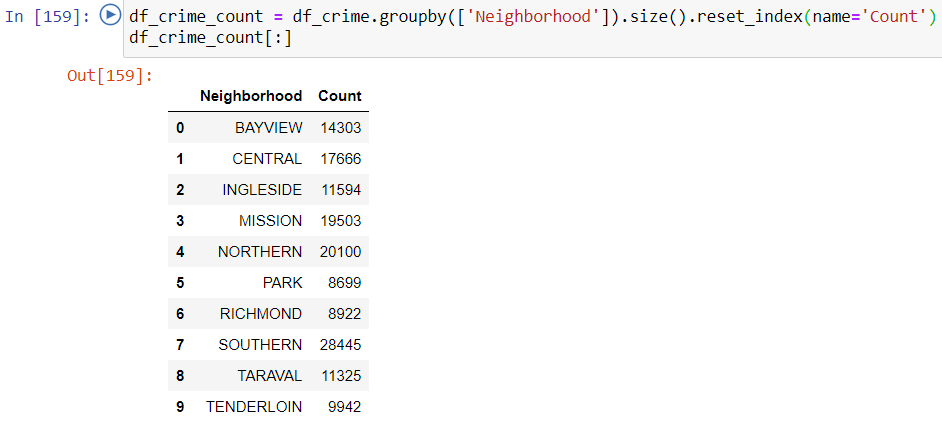 In [159]: df_crime_count = df_crime.groupby(['Neighborhood']).size().reset_index(name='Count')
df_crime_count[:]
Out[159]:
Neighborhood Count
0 BAYVIEW 14303
1 CENTRAL 17666
2 INGLESIDE 11594
3 MISSION 19503
4 NORTHERN 20100
5 PARK 8699
6 RICHMOND 8922
7 SOUTHERN 28445
8 TARAVAL 11325
9 TENDERLOIN 9942